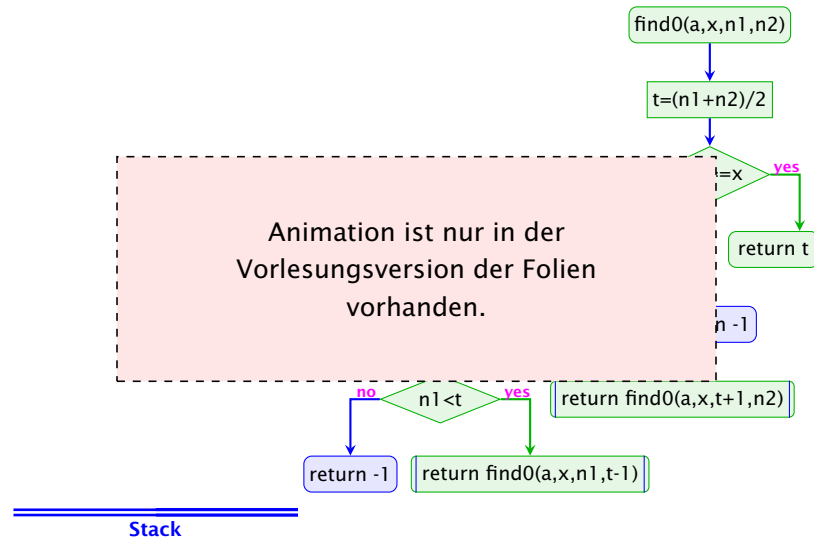 find0(a,x,n1,n2)
t=(n1+n2)/2
=x
yes
Animation ist nur in der
Vorlesungsversion der Folien
vorhanden.
return t
-1
no
n1<t
yes
return find0(a,x,t+1,n2)
return -1
return find0(a,x,n1,t-1)
Stack